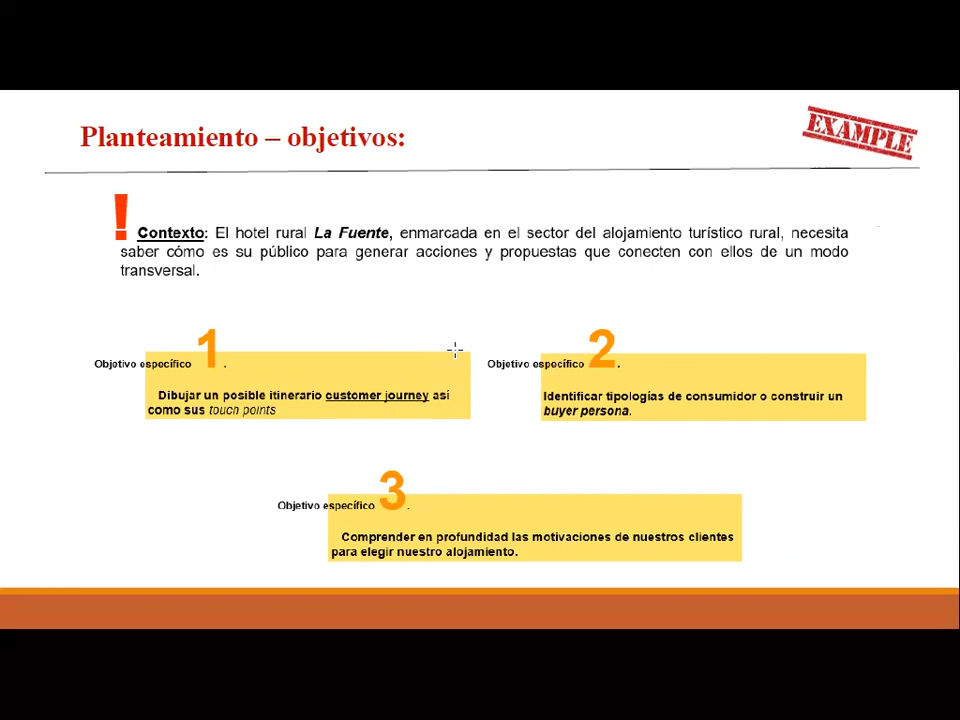 Planteamiento – objetivos:
EXAMPLE
! Contexto: El hotel rural La Fuente, enmarcada en el sector del alojamiento turístico rural, necesita
saber cómo es su público para generar acciones y propuestas que conecten con ellos de un modo
transversal.
Objetivo específico 1.
Dibujar un posible itinerario customer journey así
como sus touch points
Objetivo específico 2.
Identificar tipologías de consumidor o construir un
buyer persona.
Objetivo específico 3.
Comprender en profundidad las motivaciones de nuestros clientes
para elegir nuestro alojamiento.